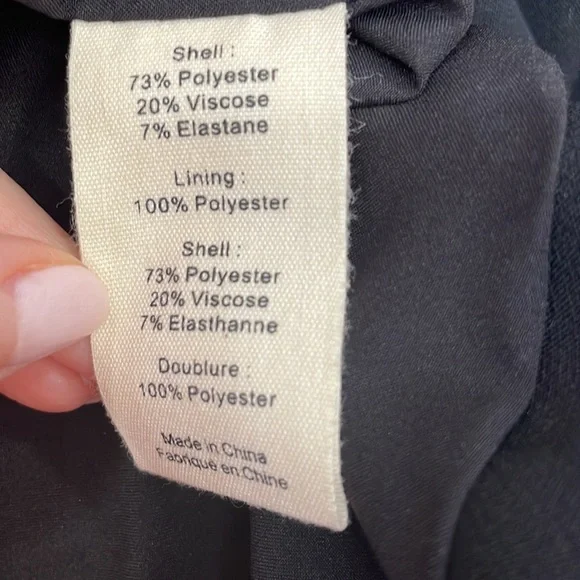 Shell :
73% Polyester
20% Viscose
7% Elastane
Lining :
100% Polyester
Shell :
73% Polyester
20% Viscose
7% Elasthanne
Doublure :
100% Polyester
Made in China
Fabriqué en Chine